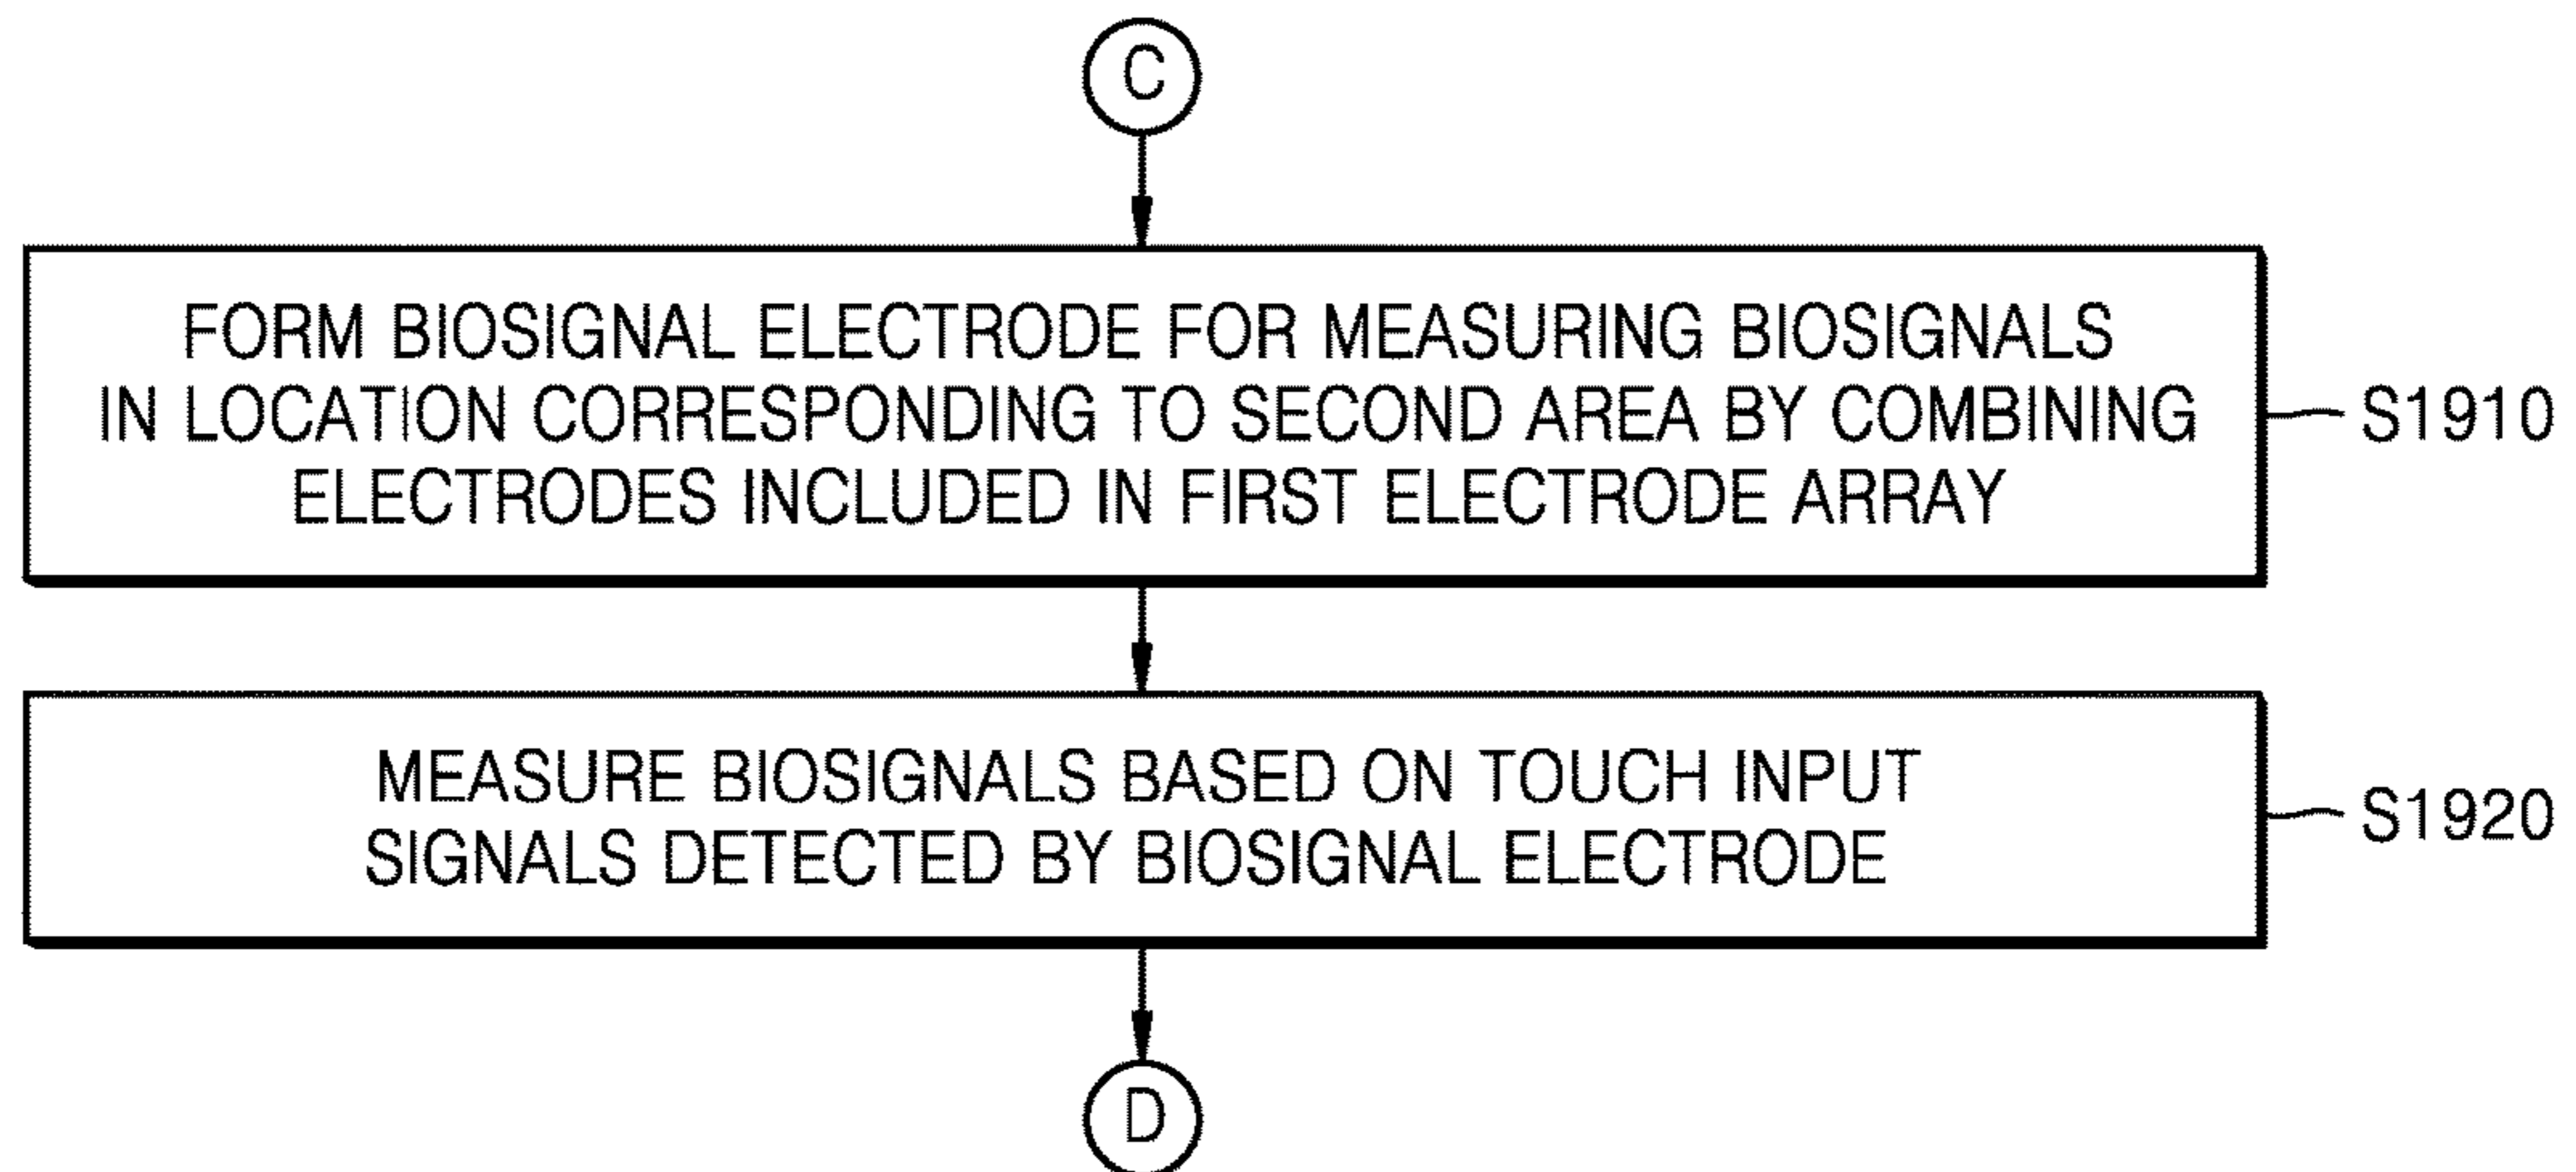 C
FORM BIOSIGNAL ELECTRODE FOR MEASURING BIOSIGNALS
IN LOCATION CORRESPONDING TO SECOND AREA BY COMBINING
ELECTRODES INCLUDED IN FIRST ELECTRODE ARRAY
S1910
MEASURE BIOSIGNALS BASED ON TOUCH INPUT
SIGNALS DETECTED BY BIOSIGNAL ELECTRODE
S1920
D